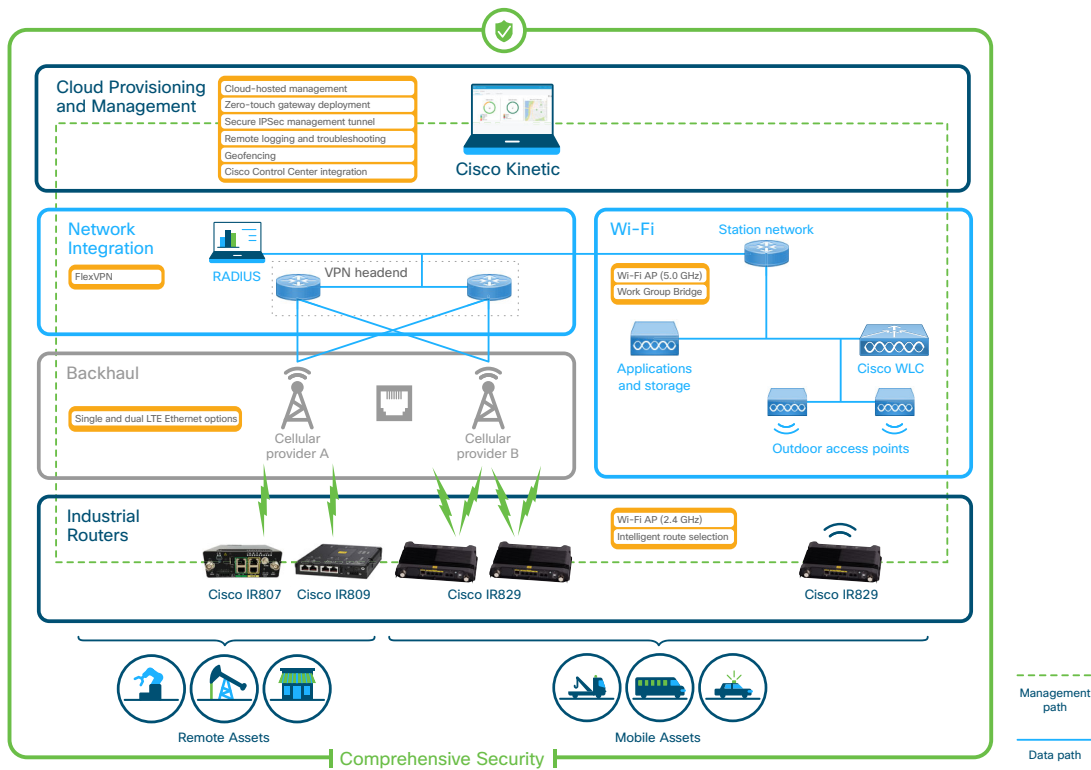 Cloud Provisioning
and Management
Cloud-hosted management
Zero-touch gateway deployment
Secure IPSec management tunnel
Remote logging and troubleshooting
Geofencing
Cisco Control Center integration
Cisco Kinetic
Network
Integration
FlexVPN
RADIUS
VPN headend
Wi-Fi
Station network
Wi-Fi AP (5.0 GHz)
Work Group Bridge
Applications
and storage
Cisco WLC
Outdoor access points
Backhaul
Single and dual LTE Ethernet options
Cellular
provider A
Cellular
provider B
Industrial
Routers
Wi-Fi AP (2.4 GHz)
Intelligent route selection
Cisco IR807
Cisco IR809
Cisco IR829
Cisco IR829
Remote Assets
Mobile Assets
Comprehensive Security
Management
path
Data path